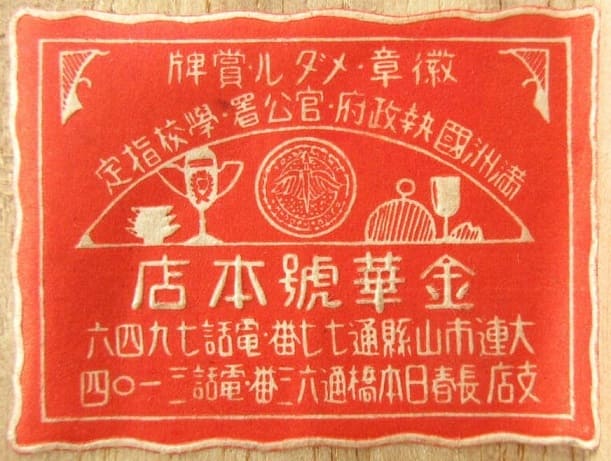 徽章・メダル・賞牌
満洲國執政府・官公署・學校指定
金華號本店
大連市山縣通七七番・電話七九四六
支店長春日本橋通六三番・電話三一〇四